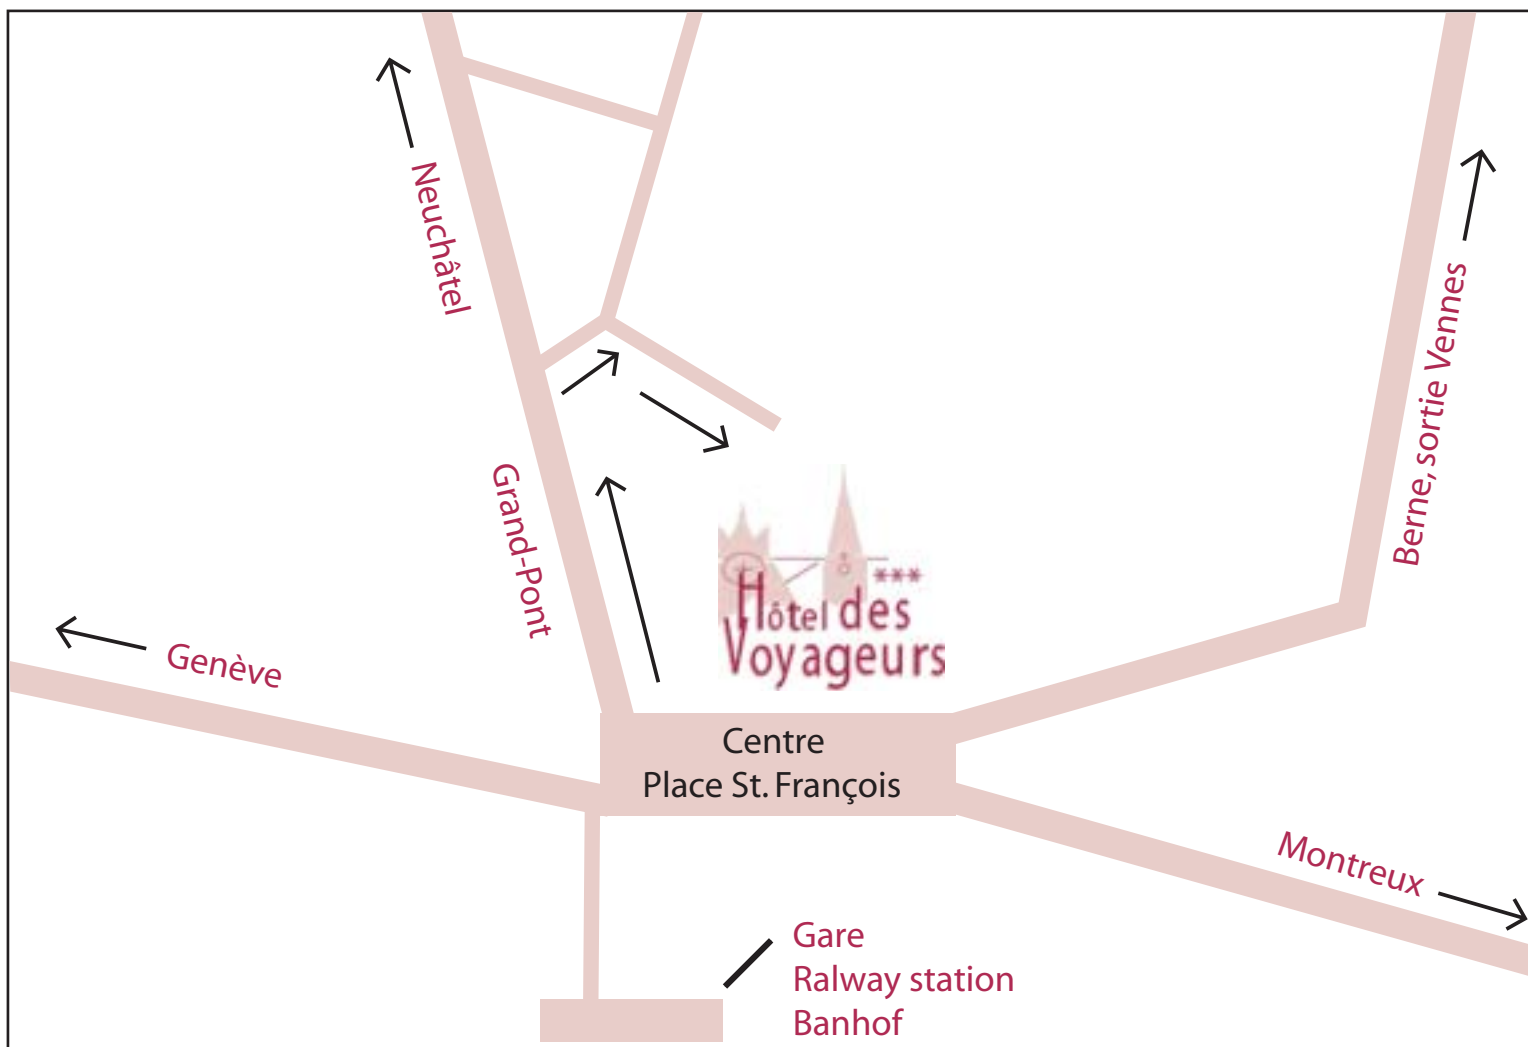 Neuchâtel
Berne, sortie Vennes
Grand-Pont
***
Hôtel des
Voyageurs
Genève
Centre
Place St. François
Montreux
Gare
Ralway station
Banhof